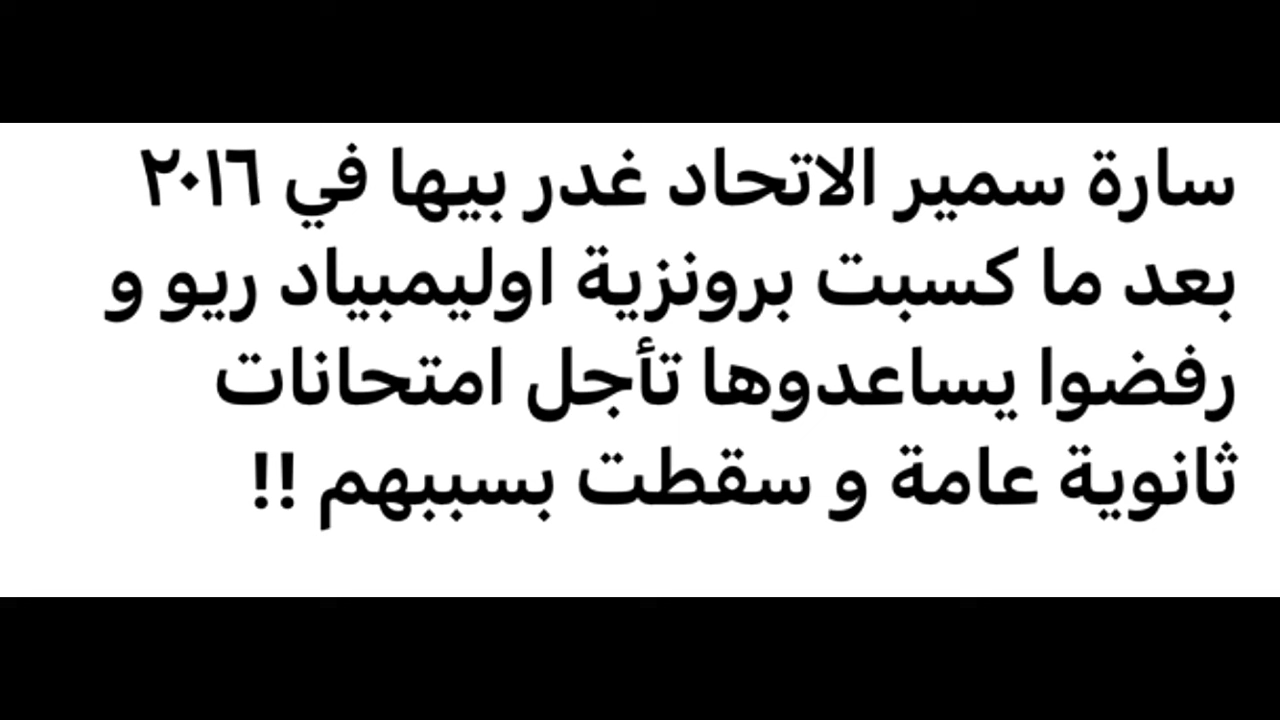 سارة سمير الاتحاد غدر بيها في ٢٠١٦
بعد ما كسبت برونزية اوليمبياد ريو و
رفضوا يساعدوها تأجل امتحانات
ثانوية عامة و سقطت بسببهم !!